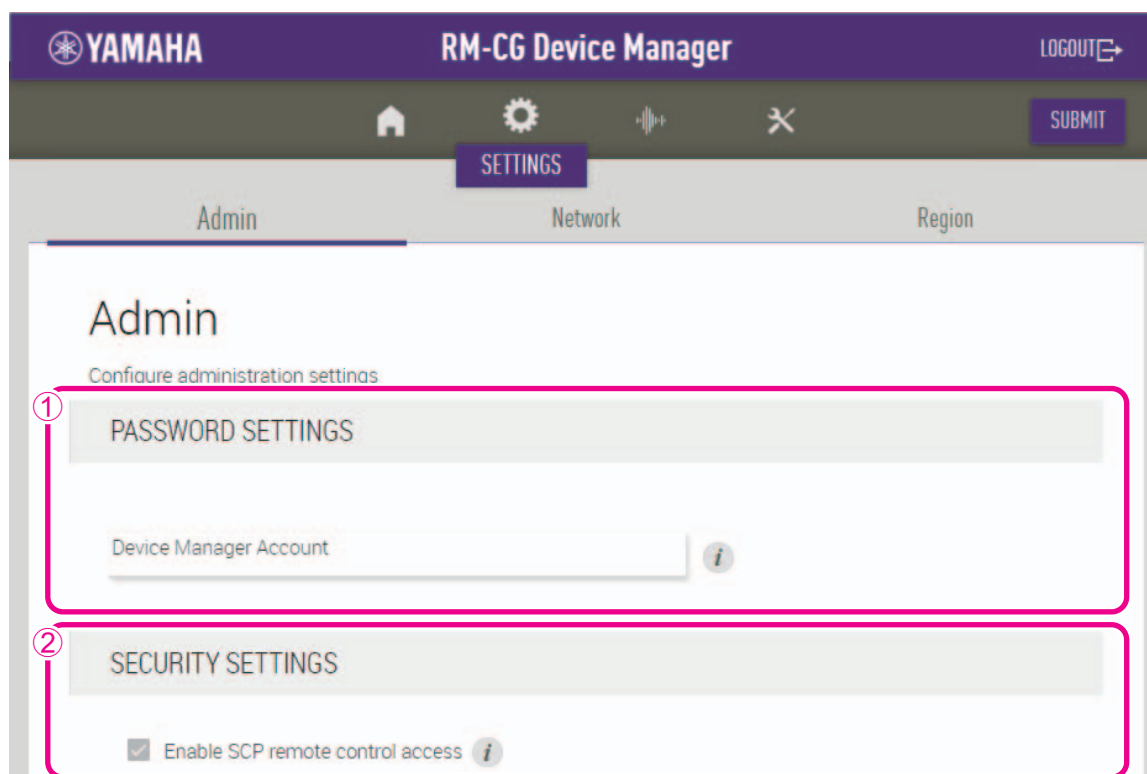 YAMAHA
RM-CG Device Manager
LOGOUT
SUBMIT
SETTINGS
Admin
Network
Region
Admin
Configure administration settings
①
PASSWORD SETTINGS
Device Manager Account
i
②
SECURITY SETTINGS
Enable SCP remote control access i